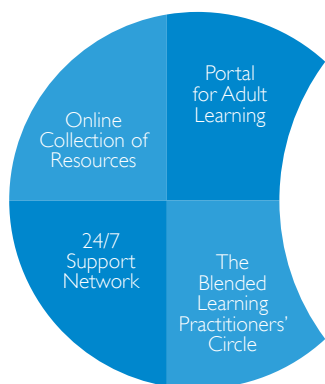 Portal
for Adult
Learning
Online
Collection of
Resources
24/7
Support
Network
The
Blended
Learning
Practitioners’
Circle